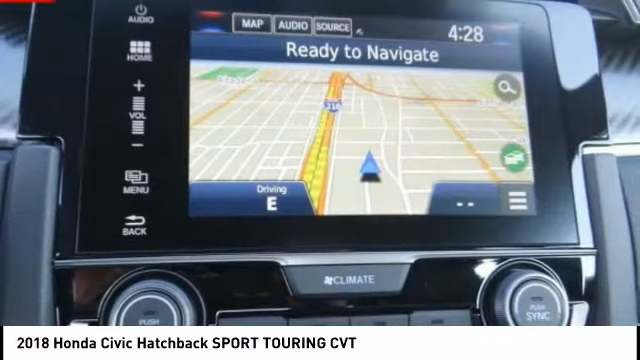 AUDIO
MAP AUDIO SOURCE
4:28
HOME
Ready to Navigate
+
VOL
-
210
MENU
Driving
E
--
BACK
CLIMATE
PUSH
PUSH
SYNC
2018 Honda Civic Hatchback SPORT TOURING CVT